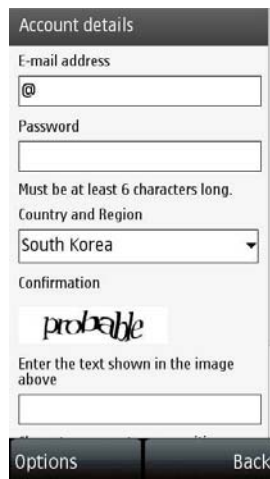 Account details
E-mail address
@
Password
Must be at least 6 characters long.
Country and Region
South Korea
Confirmation
probable
Enter the text shown in the image
above
Options Back